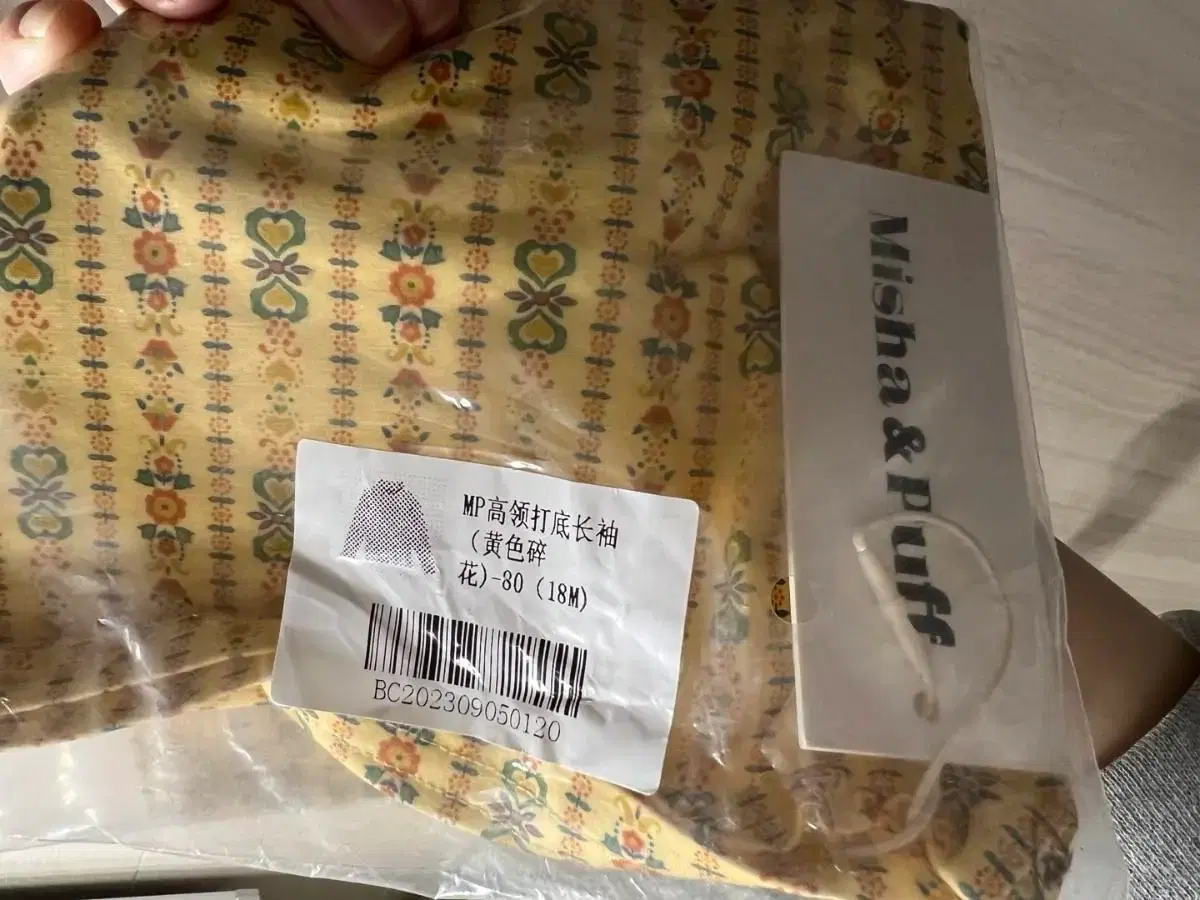 Misha & Puff
MP高领打底长袖
（黄色碎
花)-80（18M）
BC202309050120